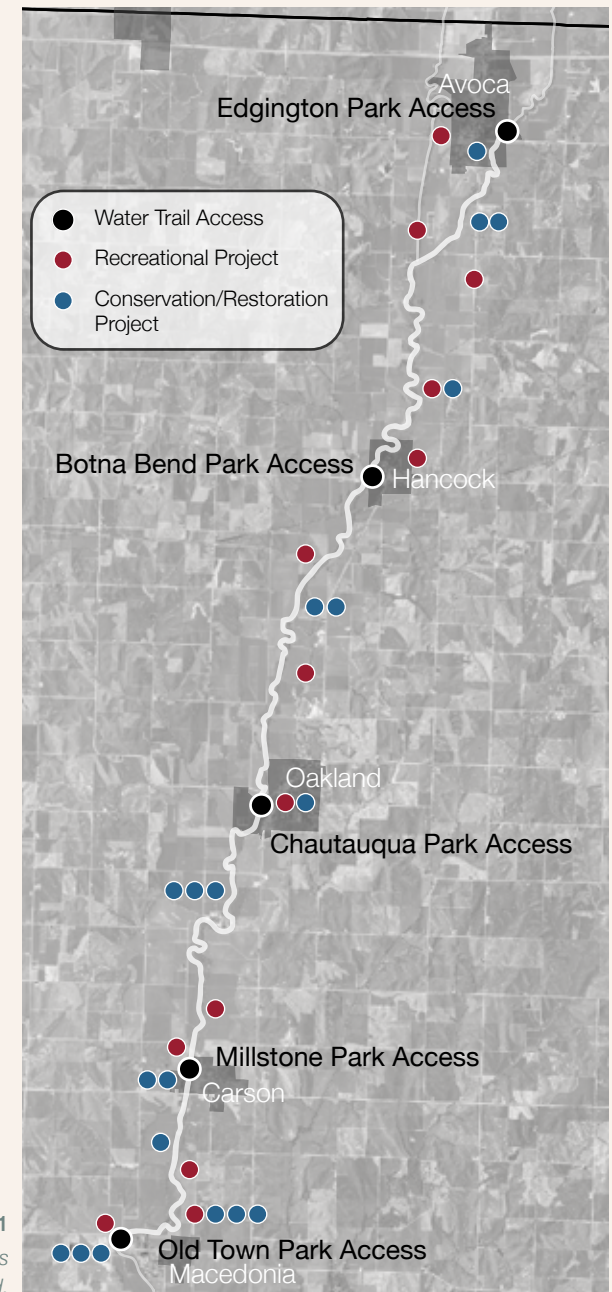 Avoca
Edgington Park Access
Water Trail Access
Recreational Project
Conservation/Restoration
Project
Botna Bend Park Access
Hancock
Oakland
Chautauqua Park Access
Millstone Park Access
Carson
1
s
Old Town Park Access
d.
Macedonia